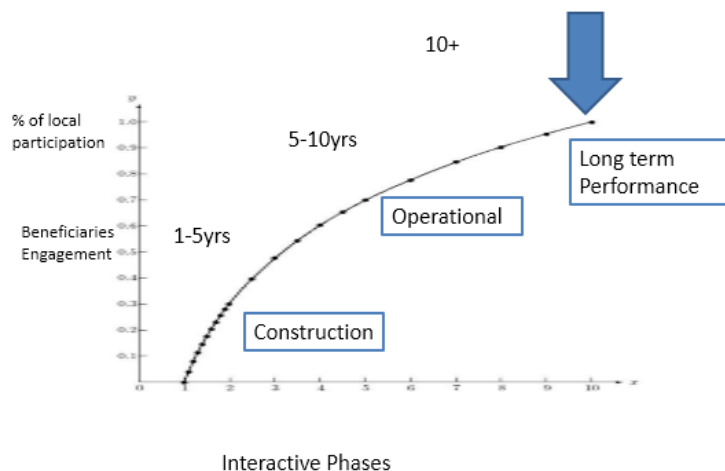 10+
y
% of local
participation
1.0
0.9
5-10yrs
Long term
Performance
0.8
0.7
Operational
0.6
Beneficiaries
Engagement
1-5yrs
0.5
0.4
0.3
Construction
0.2
0.1
0 1 2 3 4 5 6 7 8 9 10 x
Interactive Phases